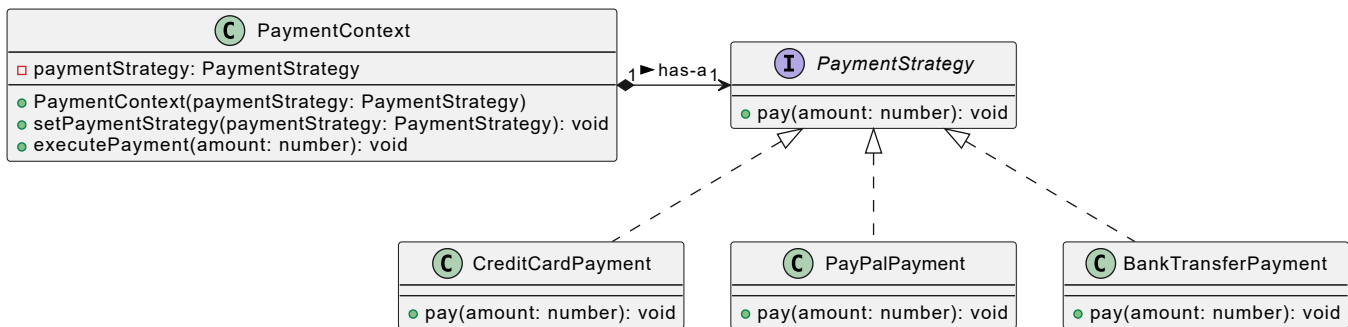 C PaymentContext
paymentStrategy: PaymentStrategy
PaymentContext(paymentStrategy: PaymentStrategy)
setPaymentStrategy(paymentStrategy: PaymentStrategy): void
executePayment(amount: number): void
1 has-a 1
I PaymentStrategy
pay(amount: number): void
C CreditCardPayment
pay(amount: number): void
C PayPalPayment
pay(amount: number): void
C BankTransferPayment
pay(amount: number): void